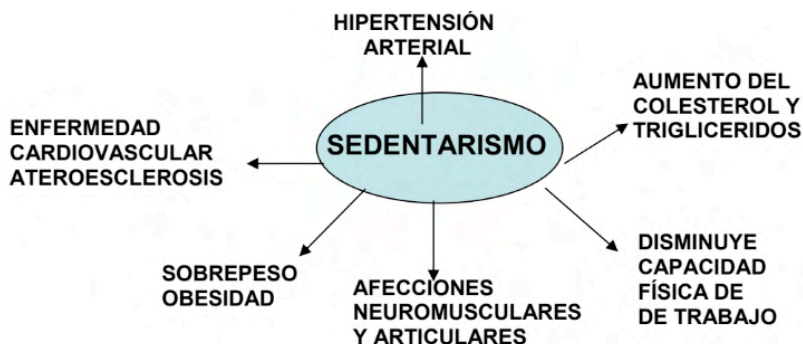 HIPERTENSIÓN
ARTERIAL
AUMENTO DEL
COLESTEROL Y
TRIGLICERIDOS
SEDENTARISMO
ENFERMEDAD
CARDIOVASCULAR
ATEROESCLEROSIS
SOBREPESO
OBESIDAD
AFECCIONES
NEUROMUSCULARES
Y ARTICULARES
DISMINUYE
CAPACIDAD
FÍSICA DE
DE TRABAJO